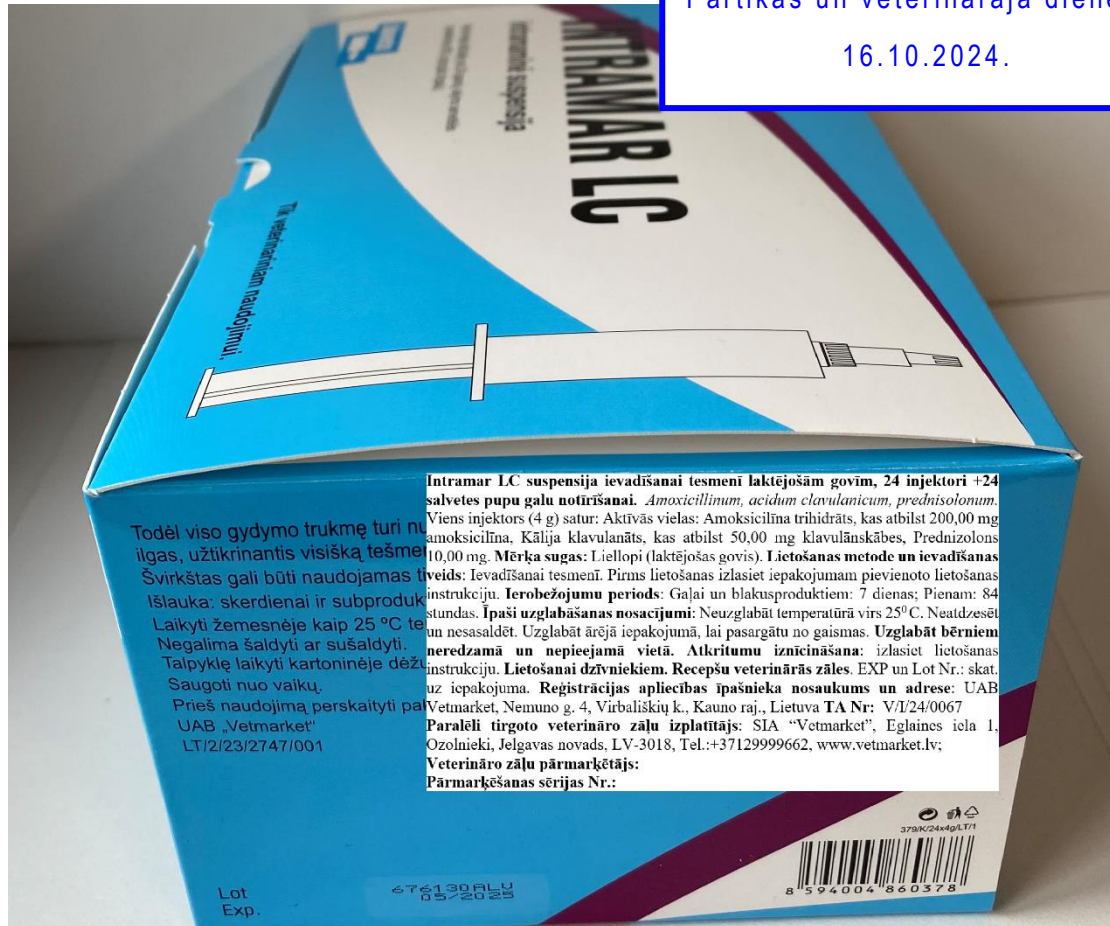 Pārtikas un veterinārajā
16.10.2024.
INTRAMAR LC
intramaminė suspensija
Tik veterinariniam naudojimui.
Todėl viso gydymo trukmę turi
ilgas, užtikrinantis visišką
Švirkštas gali būti naudojamas
Išlauka: skerdienai ir
Laikyti žemesnėje kaip 25 ºC
Negalima šaldyti ar sušaldyti.
Talpyklę laikyti kartoninėje
Saugoti nuo vaikų.
Prieš naudojimą perskaityti
UAB „Vetmarket"
LT/2/23/2747/001
Intramar LC suspensija ievadīšanai tesmenī laktējošām govīm, 24 injektori +24
salvetes pupu galu notīrīšanai. Amoxicillinum, acidum clavulanicum, prednisolonum.
Viens injektors (4 g) satur: Aktīvās vielas: Amoksicilīna trihidrāts, kas atbilst 200,00 mg
amoksicilīna, Kālija klavulanāts, kas atbilst 50,00 mg klavulānskābes, Prednizolons
10,00 mg. Mērķa sugas: Liellopi (laktējošas govis). Lietošanas metode un ievadīšanas
veids: Ievadīšanai tesmenī. Pirms lietošanas izlasiet iepakojumam pievienoto lietošanas
instrukciju. Ierobežojumu periods: Gaļai un blakusproduktiem: 7 dienas; Pienam: 84
stundas. Īpaši uzglabāšanas nosacījumi: Neuzglabāt temperatūrā virs 25⁰ C. Neatdzesēt
un nesasaldēt. Uzglabāt ārējā iepakojumā, lai pasargātu no gaismas. Uzglabāt bērniem
neredzamā un nepieejamā vietā. Atkritumu iznīcināšana: izlasiet lietošanas
instrukciju. Lietošanai dzīvniekiem. Recepšu veterinārās zāles. EXP un Lot Nr.: skat.
uz iepakojuma. Reģistrācijas apliecības īpašnieka nosaukums un adrese: UAB
Vetmarket, Nemuno g. 4, Virbališkių k., Kauno raj., Lietuva TA Nr: V/I/24/0067
Paralēli tirgoto veterināro zāļu izplatītājs: SIA "Vetmarket", Eglaines iela 1,
Ozolnieki, Jelgavas novads, LV-3018, Tel.:+37129999662, www.vetmarket.lv;
Veterināro zāļu pārmarķētājs:
Pārmarķēšanas sērijas Nr.:
379/K/24x4g/LT/1
8 594004 860378
Lot 676130ALU
Exp. 05/2025